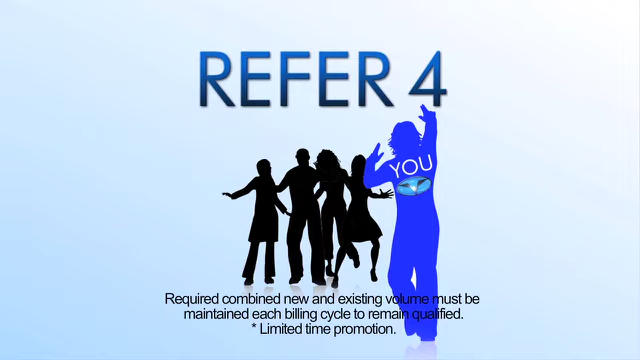 REFER 4
YOU
Required combined new and existing volume must be
maintained each billing cycle to remain qualified.
* Limited time promotion.